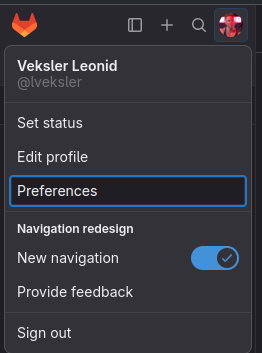 Veksler Leonid
@lveksler
Set status
Edit profile
Preferences
Navigation redesign
New navigation
Provide feedback
Sign out